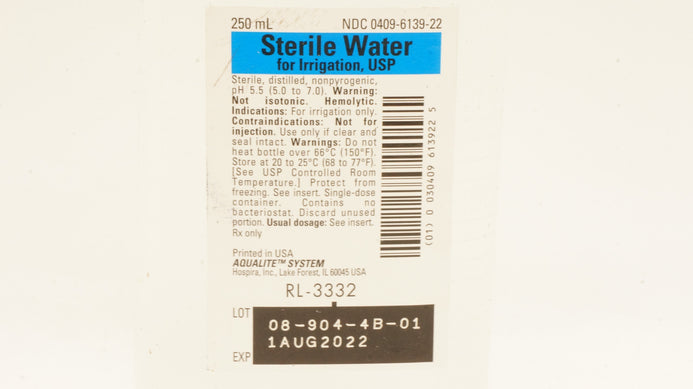 250 mL NDC 0409-6139-22
Sterile Water
for Irrigation, USP
Sterile, distilled, nonpyrogenic,
pH 5.5 (5.0 to 7.0). Warning:
Not isotonic. Hemolytic.
Indications: For irrigation only.
Contraindications: Not for
injection. Use only if clear and
seal intact. Warnings: Do not
heat bottle over 66°C (150°F).
Store at 20 to 25°C (68 to 77°F).
[See USP Controlled Room
Temperature.] Protect from
freezing. See insert. Single-dose
container. Contains no
bacteriostat. Discard unused
portion. Usual dosage: See insert.
Rx only
(01) 0 030409 613922 5
Printed in USA
AQUALITE™ SYSTEM
Hospira, Inc., Lake Forest, IL 60045 USA
RL-3332
LOT 08-904-4B-01
EXP 1AUG2022